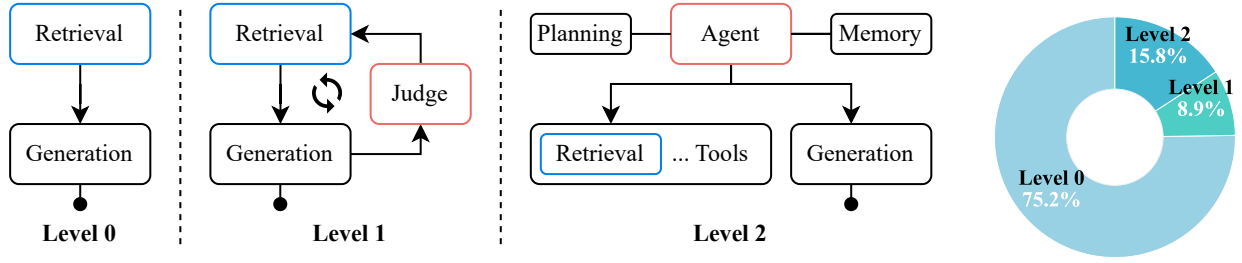 Retrieval
Generation
Level 0
Retrieval
Judge
Generation
Level 1
Planning
Agent
Memory
Retrieval
... Tools
Generation
Level 2
Level 2
15.8%
Level 1
8.9%
Level 0
75.2%